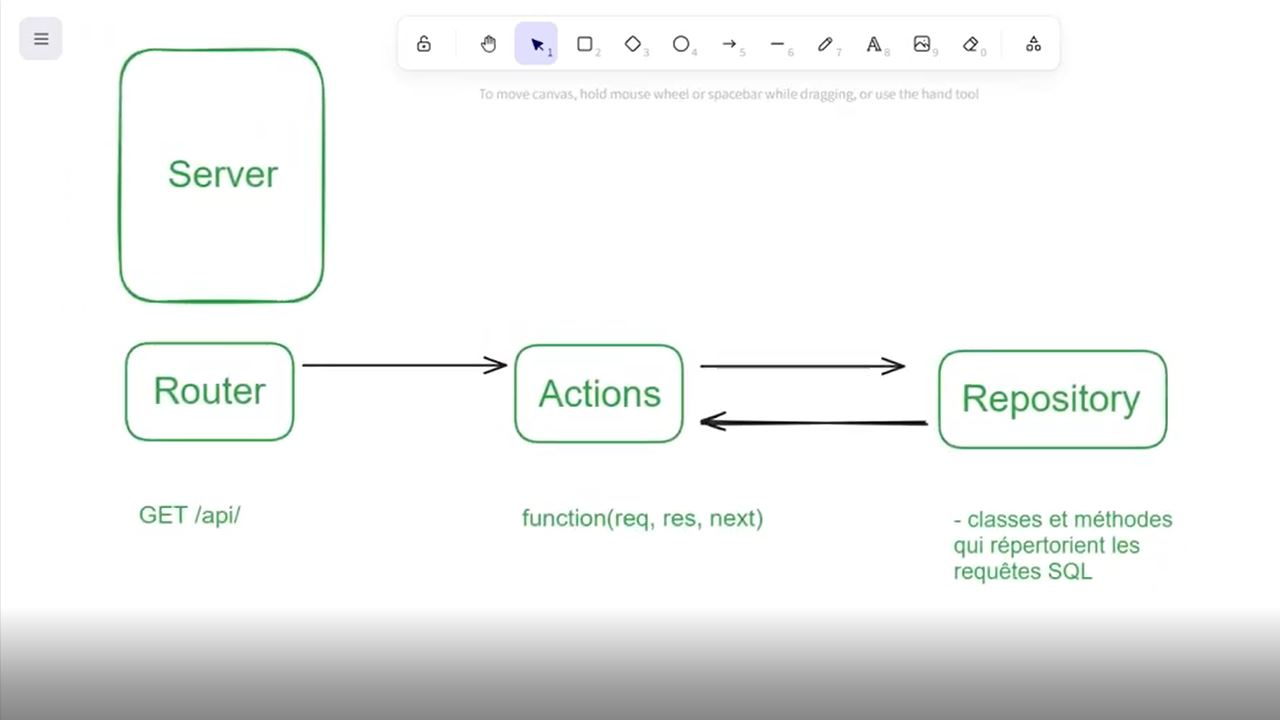 1
2
3
4
5
6
7
8
9
0
To move canvas, hold mouse wheel or spacebar while dragging, or use the hand tool
Server
Router
Actions
Repository
GET /api/
function(req, res, next)
- classes et méthodes
qui répertorient les
requêtes SQL